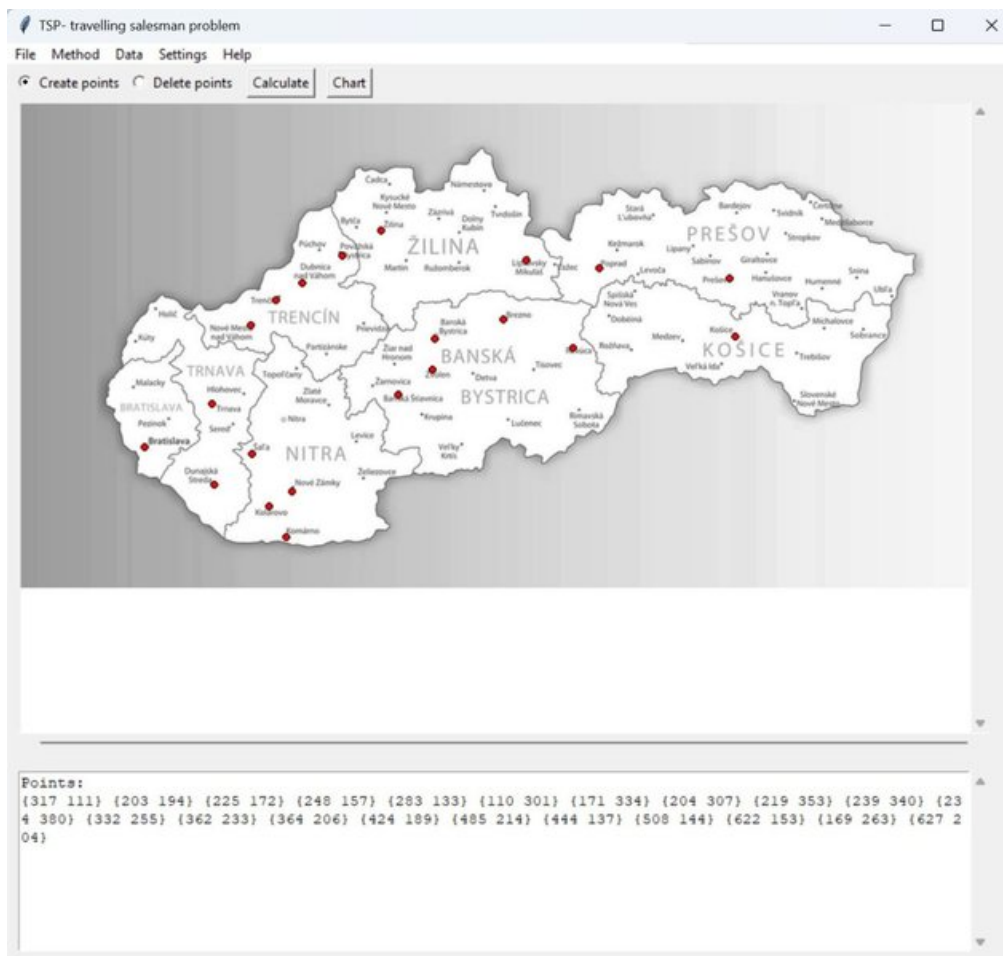 TSP- travelling salesman problem
File Method Data Settings Help
Create points Delete points Calculate Chart
Čadca
Námestovo
Kysucké
Nové Mesto
Zázrivá
Dolný
Kubín
Tvrdošín
Bytča
Žilina
ŽILINA
Martin
Ružomberok
Mikuláš
Púchov
Považská
Bystrica
Dubnica
nad Váhom
TRENCÍN
Nové Mesto
nad Váhom
Partizánske
Prievidza
Holíč
Kúty
Stará
Ľubovňa
Bardejov
Svidník
Medzilaborce
Stropkov
PREŠOV
Kežmarok
Lipany
Sabinov
Giraltovce
Poprad
Levoča
Prešov
Hanušovce
Humenné
Snina
Ubľa
Vranov
n. Topľa
Spišská
Nová Ves
Dobšiná
Michalovce
Sobrance
Košice
KOŠICE
Medzev
Rožňava
Veľká Ida
Trebišov
Slovenské
Nové Mesto
Brezno
Banská
Bystrica
BANSKÁ
BYSTRICA
Žiar nad
Hronom
Žarnovica
Zvolen
Detva
Tisovec
Banská Štiavnica
Krupina
Lučenec
Rimavská
Sobota
Veľký
Krtíš
TRNAVA
Topoľčany
Malacky
Hlohovec
Zlaté
Moravce
BRATISLAVA
Trnava
Pezinok
Sereď
Nitra
Bratislava
Levice
Šaľa
NITRA
Dunajská
Streda
Nové Zámky
Želiezovce
Kolárovo
Komárno
Points:
{317 111} {203 194} {225 172} {248 157} {283 133} {110 301} {171 334} {204 307} {219 353} {239 340} {23
4 380} {332 255} {362 233} {364 206} {424 189} {485 214} {444 137} {508 144} {622 153} {169 263} {627 2
04}